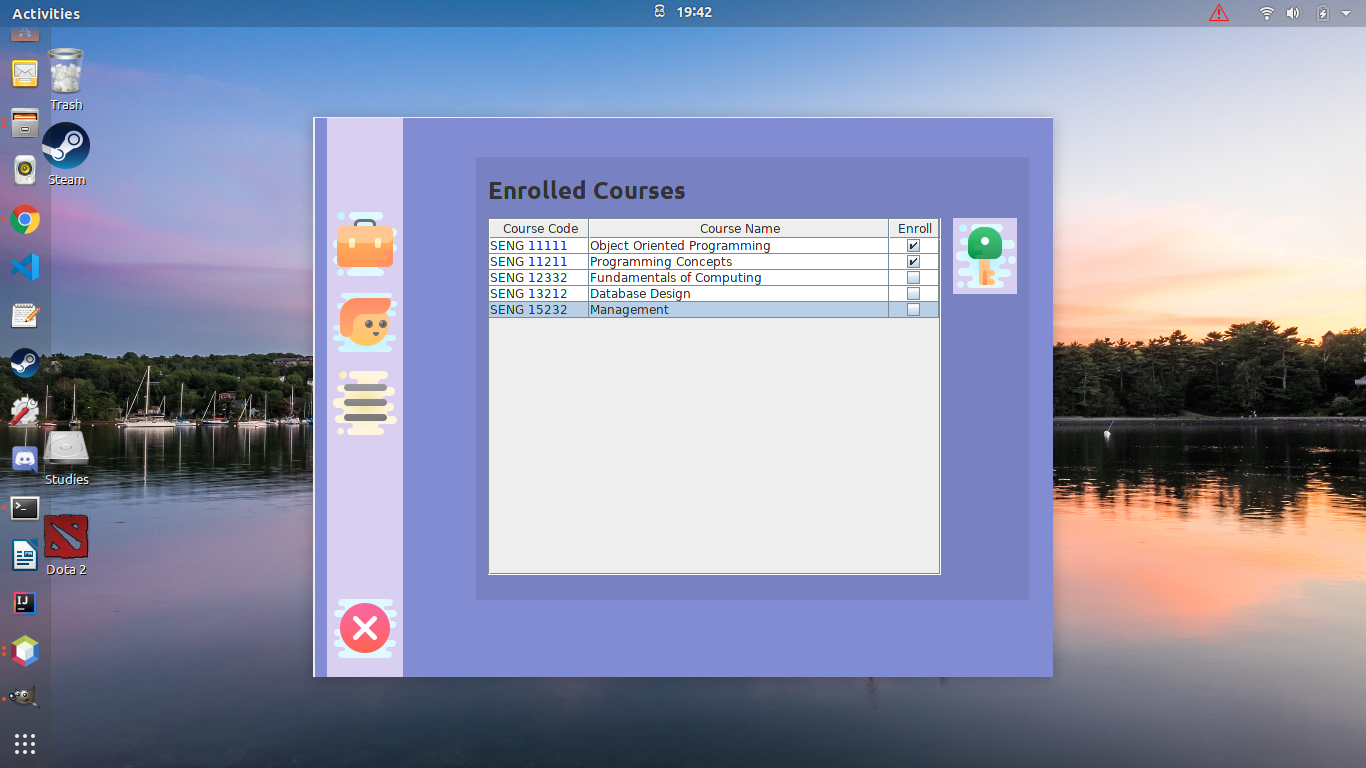 Activities
19:42
Trash
Steam
Studies
Dota 2
IJ
Enrolled Courses
Course Code Course Name Enroll
SENG 11111 Object Oriented Programming
SENG 11211 Programming Concepts
SENG 12332 Fundamentals of Computing
SENG 13212 Database Design
SENG 15232 Management